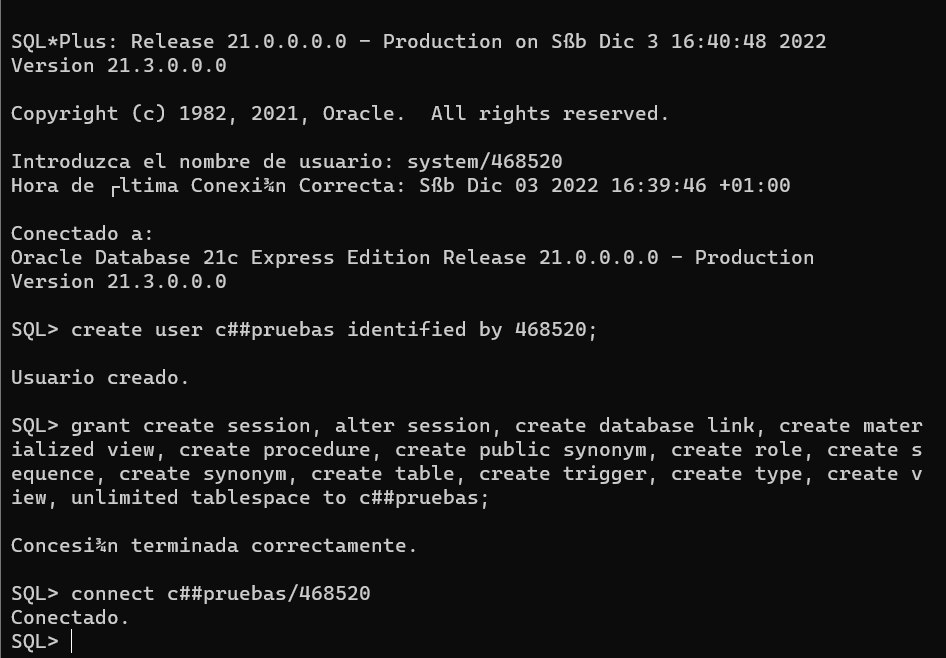 SQL*Plus: Release 21.0.0.0.0 - Production on Sßb Dic 3 16:40:48 2022
Version 21.3.0.0.0
Copyright (c) 1982, 2021, Oracle.  All rights reserved.
Introduzca el nombre de usuario: system/468520
Hora de ┌ltima Conexi¾n Correcta: Sßb Dic 03 2022 16:39:46 +01:00
Conectado a:
Oracle Database 21c Express Edition Release 21.0.0.0.0 - Production
Version 21.3.0.0.0
SQL> create user c##pruebas identified by 468520;
Usuario creado.
SQL> grant create session, alter session, create database link, create mater
ialized view, create procedure, create public synonym, create role, create s
equence, create synonym, create table, create trigger, create type, create v
iew, unlimited tablespace to c##pruebas;
Concesi¾n terminada correctamente.
SQL> connect c##pruebas/468520
Conectado.
SQL>